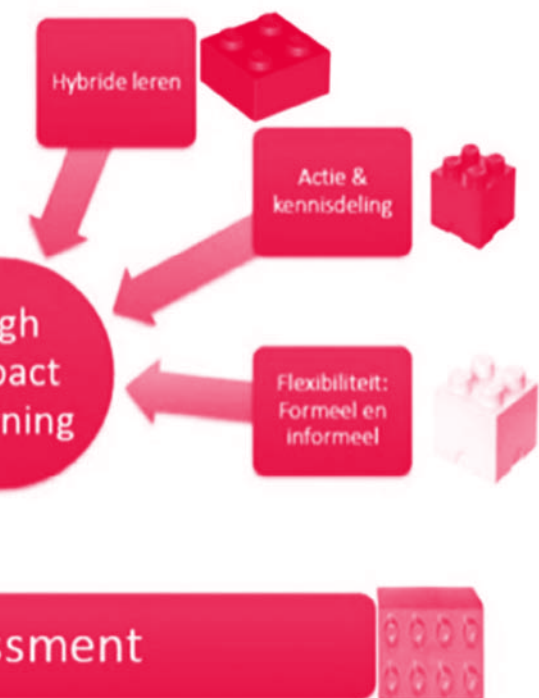 Hybride leren
Actie &
kennisdeling
gh
pact
ning
Flexibiliteit:
Formeel en
informeel
ssment